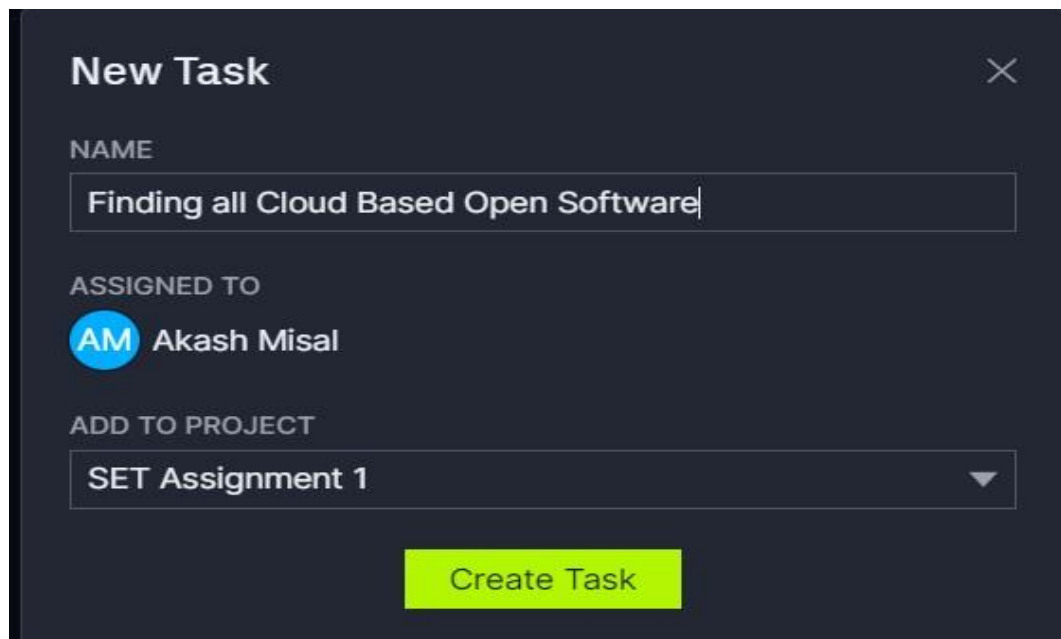 New Task
NAME
Finding all Cloud Based Open Software
ASSIGNED TO
AM Akash Misal
ADD TO PROJECT
SET Assignment 1
Create Task